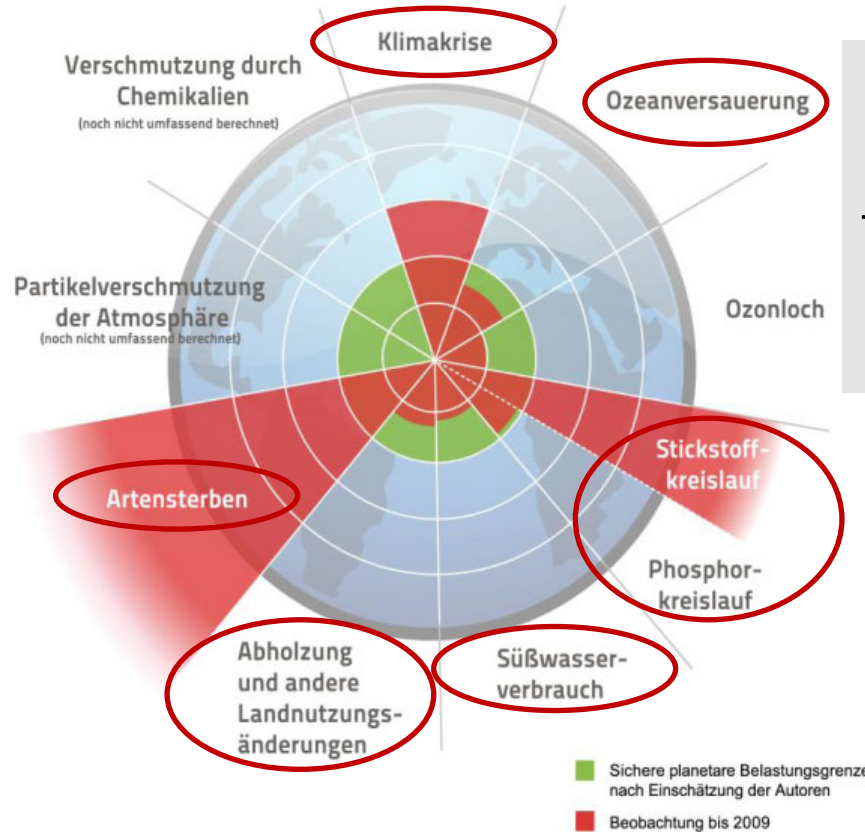 Klimakrise
Verschmutzung durch
Chemikalien
(noch nicht umfassend berechnet)
Ozeanversauerung
Partikelverschmutzung
der Atmosphäre
(noch nicht umfassend berechnet)
Ozonloch
Stickstoff-
kreislauf
Artensterben
Phosphor-
kreislauf
Abholzung
und andere
Landnutzungs-
änderungen
Süßwasser-
verbrauch
Sichere planetare Belastungsgrenze
nach Einschätzung der Autoren
Beobachtung bis 2009